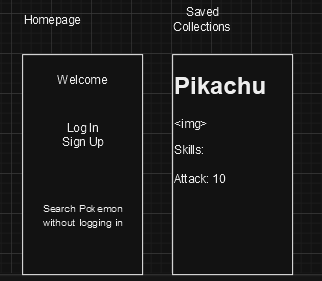 Homepage
Saved
Collections
Welcome
Log In
Sign Up
Search Pokemon
without logging in
Pikachu
<img>
Skills:
Attack: 10